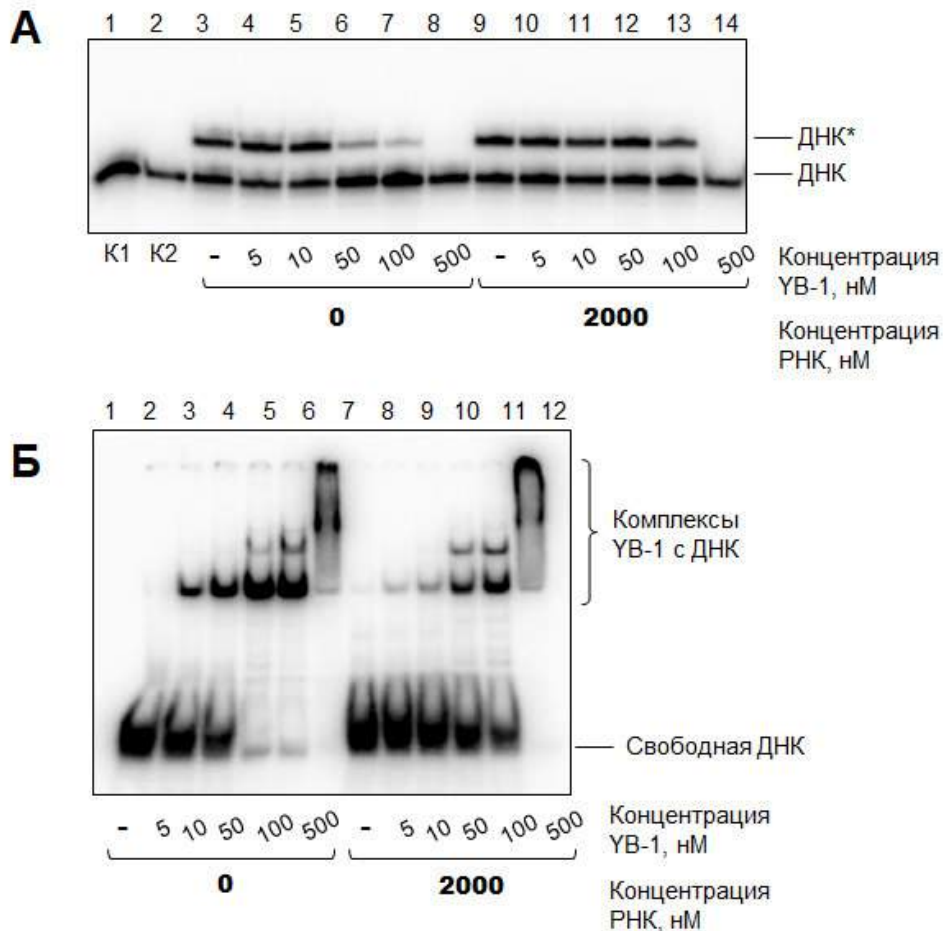 А
1 2 3 4 5 6 7 8 9 10 11 12 13 14
ДНК*
ДНК
К1 К2 - 5 10 50 100 500 - 5 10 50 100 500
Концентрация
YB-1, нМ
0 2000
Концентрация
РНК, нМ
Б
1 2 3 4 5 6 7 8 9 10 11 12
Комплексы
YB-1 с ДНК
Свободная ДНК
- 5 10 50 100 500 - 5 10 50 100 500
Концентрация
YB-1, нМ
0 2000
Концентрация
РНК, нМ